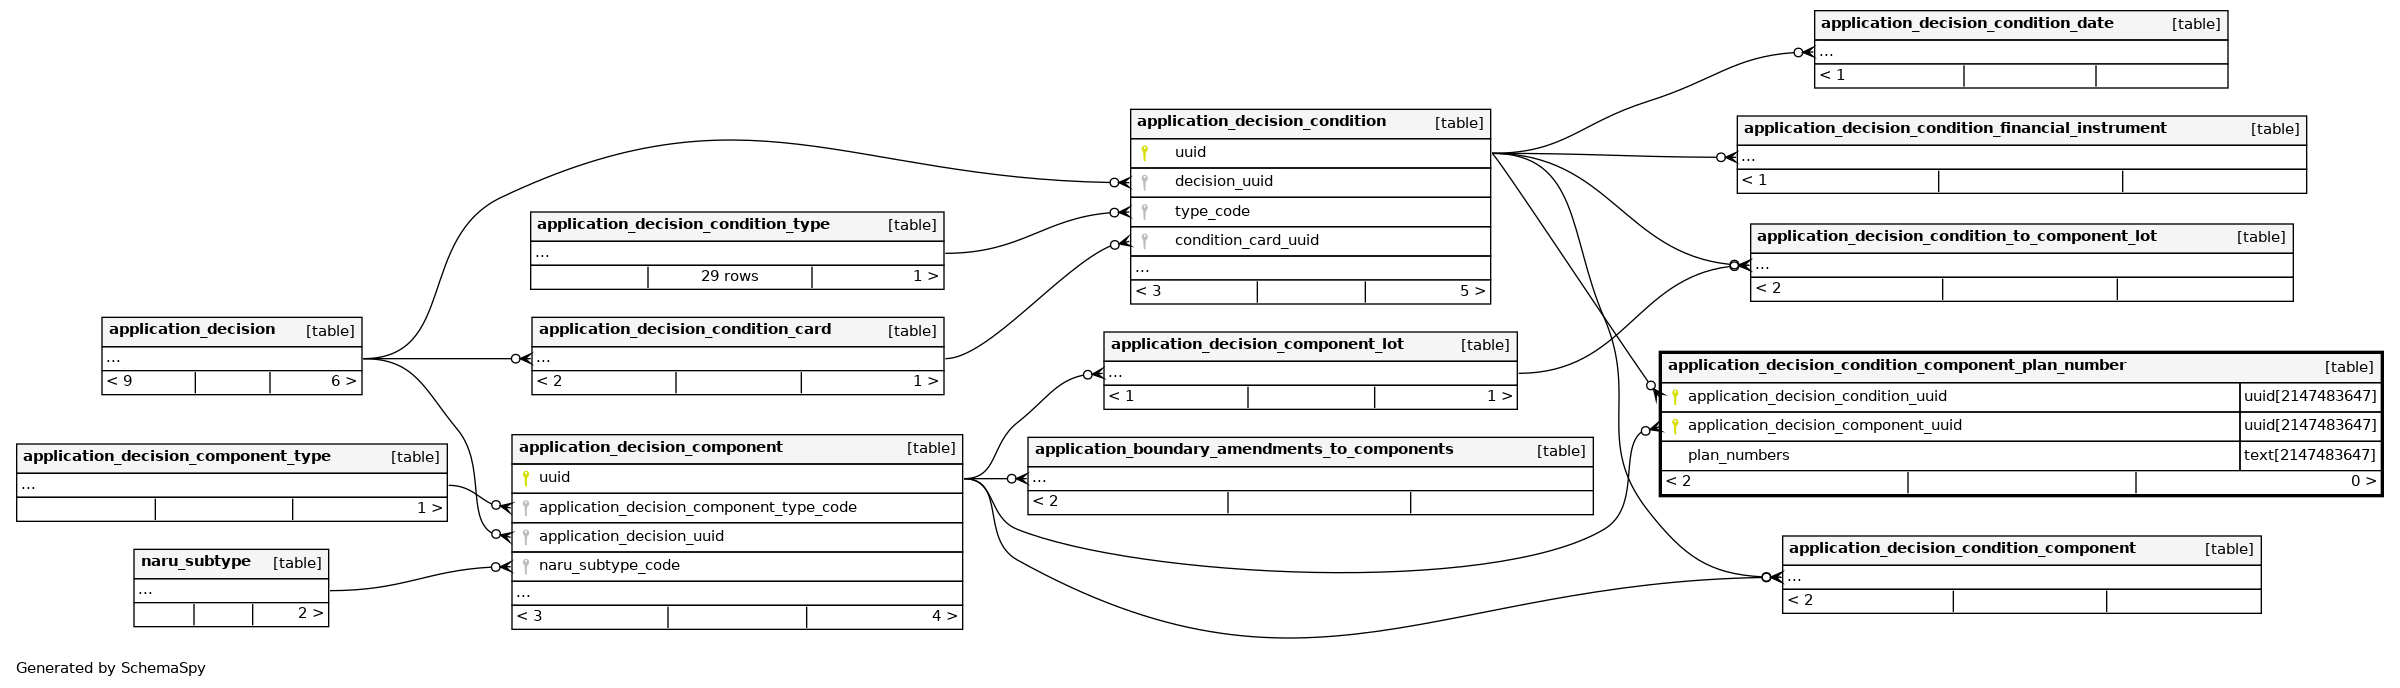 application_decision_condition_date [table]
...
< 1
application_decision_condition [table]
uuid
decision_uuid
type_code
condition_card_uuid
...
< 3 5 >
application_decision_condition_financial_instrument [table]
...
< 1
application_decision_condition_type [table]
...
29 rows 1 >
application_decision_condition_to_component_lot [table]
...
< 2
application_decision [table]
...
< 9 6 >
application_decision_condition_card [table]
...
< 2 1 >
application_decision_component_lot [table]
...
< 1 1 >
application_decision_condition_component_plan_number [table]
application_decision_condition_uuid uuid[2147483647]
application_decision_component_uuid uuid[2147483647]
plan_numbers text[2147483647]
< 2 0 >
application_decision_component_type [table]
...
1 >
application_decision_component [table]
uuid
application_decision_component_type_code
application_decision_uuid
naru_subtype_code
...
< 3 4 >
application_boundary_amendments_to_components [table]
...
< 2
naru_subtype [table]
...
2 >
application_decision_condition_component [table]
...
< 2
Generated by SchemaSpy